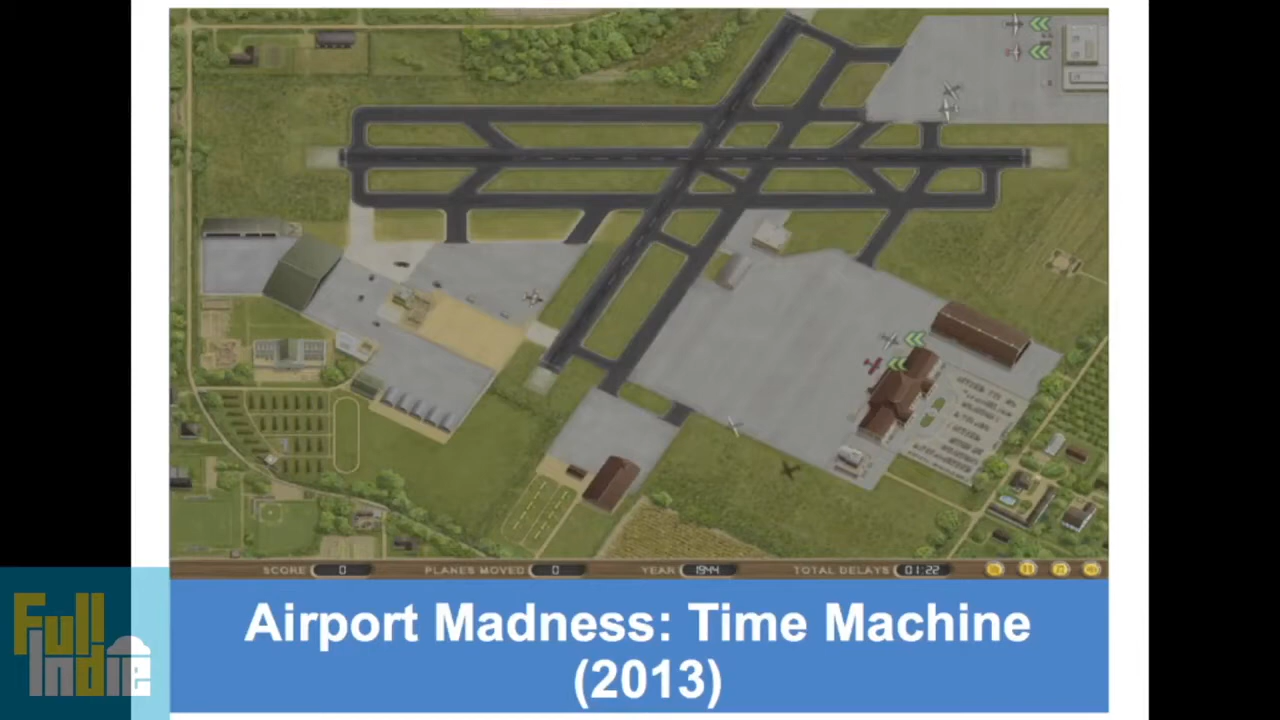 SCORE 0 PLANES MOVED 0 YEAR 1944 TOTAL DELAYS 01:22
Airport Madness: Time Machine
(2013)
Full
Indie